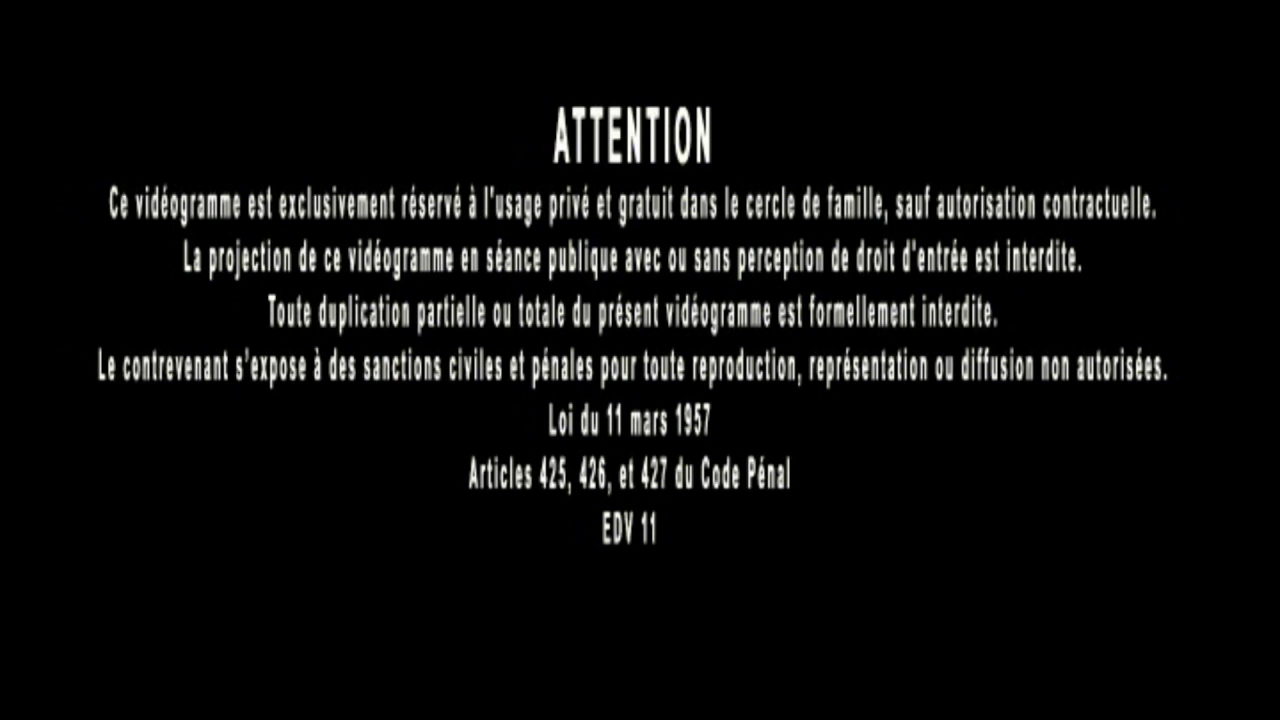 ATTENTION
Ce vidéogramme est exclusivement réservé à l'usage privé et gratuit dans le cercle de famille, sauf autorisation contractuelle.
La projection de ce vidéogramme en séance publique avec ou sans perception de droit d'entrée est interdite.
Toute duplication partielle ou totale du présent vidéogramme est formellement interdite.
Le contrevenant s'expose à des sanctions civiles et pénales pour toute reproduction, représentation ou diffusion non autorisées.
Loi du 11 mars 1957
Articles 425, 426, et 427 du Code Pénal
EDV 11